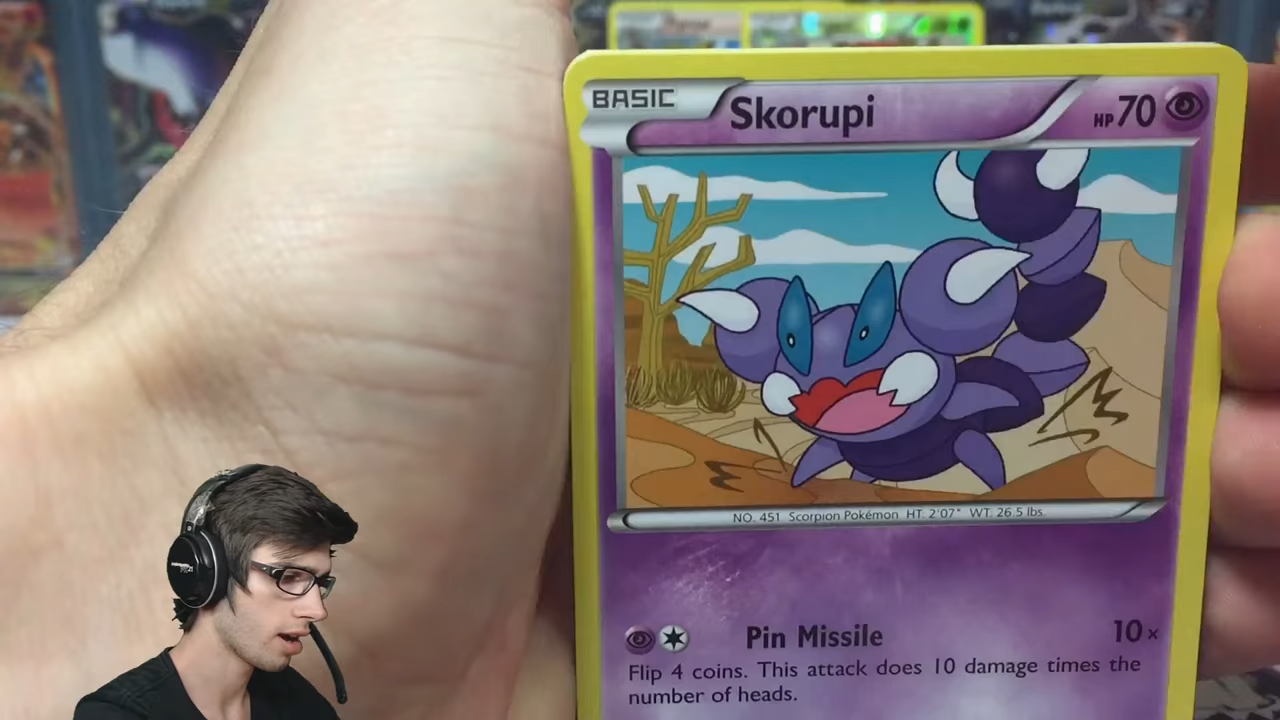 BASIC Skorupi HP 70
NO. 451 Scorpion Pokémon HT. 2'07" WT. 26.5 lbs.
Pin Missile 10×
Flip 4 coins. This attack does 10 damage times the
number of heads.